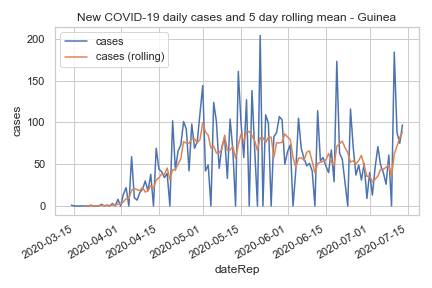 New COVID-19 daily cases and 5 day rolling mean - Guinea
cases
cases (rolling)
200
150
100
50
0
cases
2020-03-15
2020-04-01
2020-04-15
2020-05-01
2020-05-15
2020-06-01
2020-06-15
2020-07-01
2020-07-15
dateRep